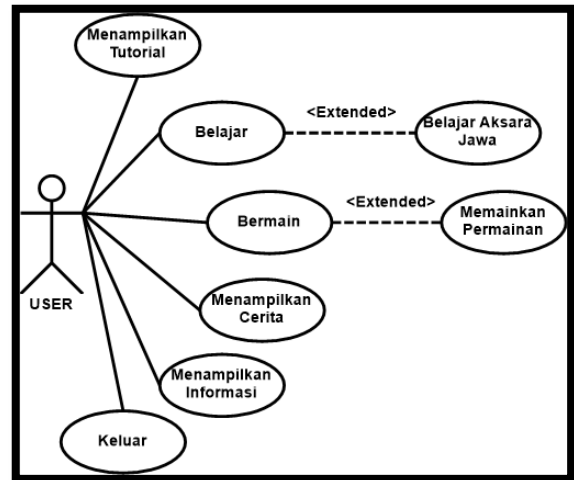 Menampilkan
Tutorial
<Extended>
Belajar
Belajar Aksara
Jawa
<Extended>
Bermain
Memainkan
Permainan
USER
Menampilkan
Cerita
Menampilkan
Informasi
Keluar